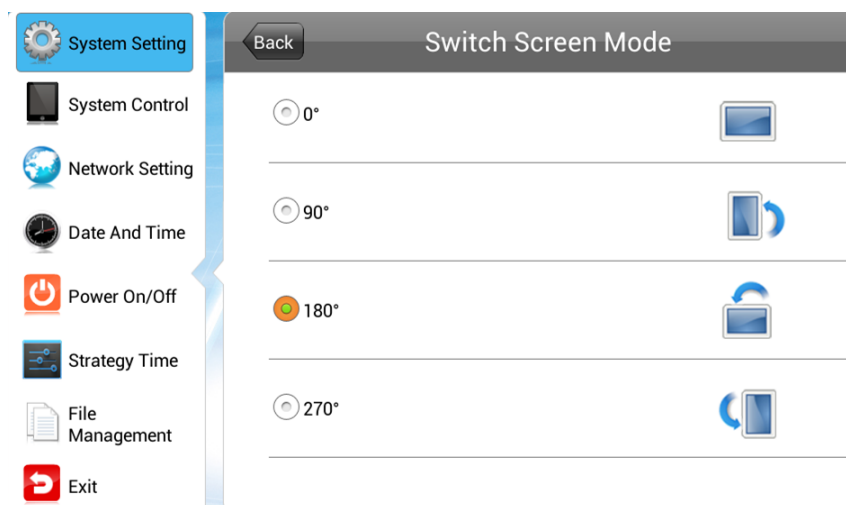 System Setting
System Control
Network Setting
Date And Time
Power On/Off
Strategy Time
File
Management
Exit
Back
Switch Screen Mode
0°
90°
180°
270°